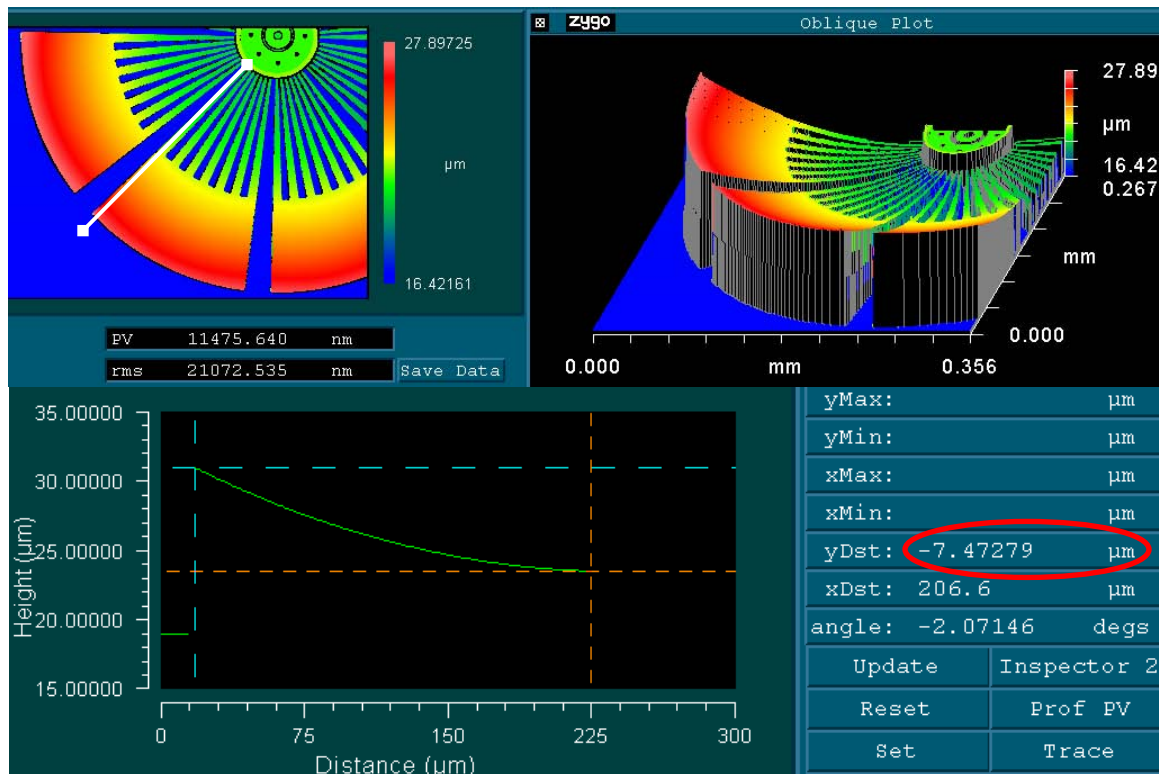 27.89725
µm
16.42161
PV 11475.640 nm
rms 21072.535 nm Save Data
zygo Oblique Plot
27.89
µm
16.42
0.267
mm
0.000
0.000 mm 0.356
35.00000
30.00000
25.00000
20.00000
15.00000
Height (µm)
0 75 150 225 300
Distance (µm)
yMax: µm
yMin: µm
xMax: µm
xMin: µm
yDst: -7.47279 µm
xDst: 206.6 µm
angle: -2.07146 degs
Update Inspector 2
Reset Prof PV
Set Trace